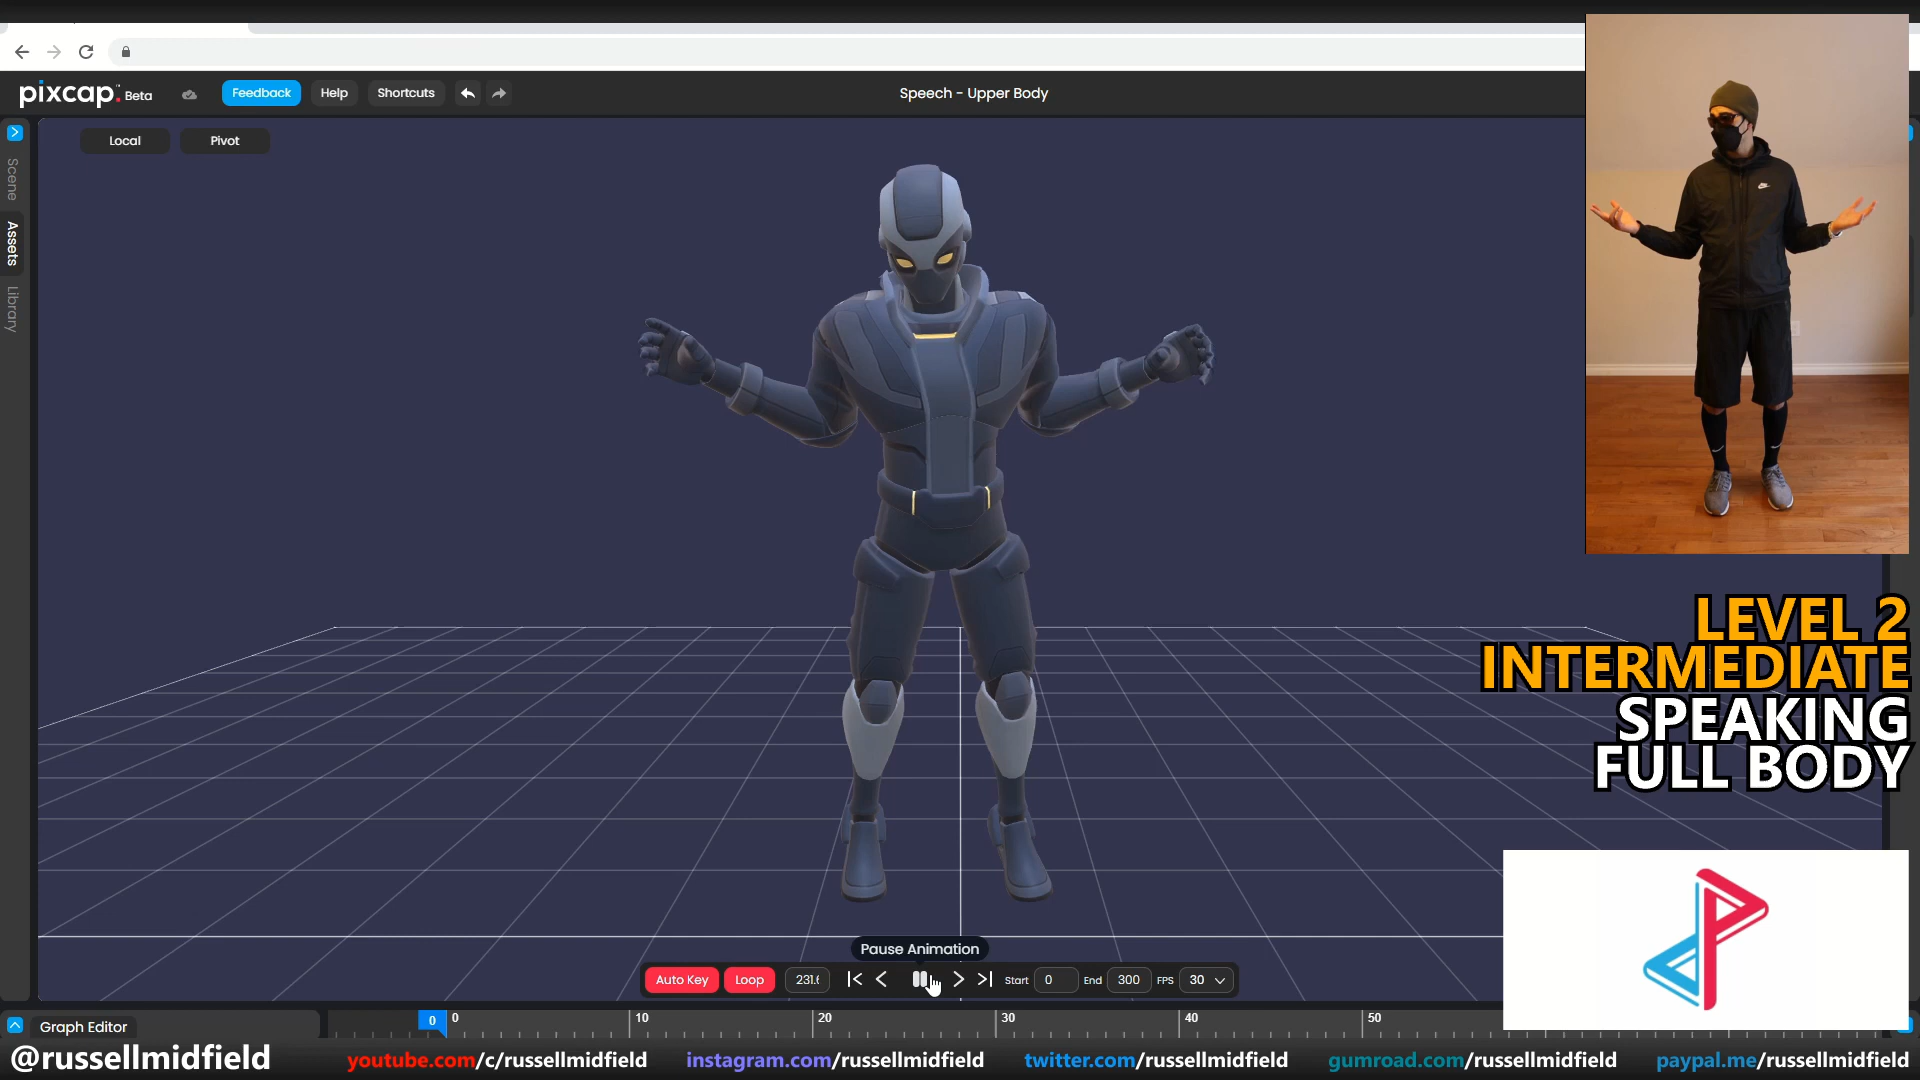 pixcap. Beta
Feedback
Help
Shortcuts
Speech - Upper Body
Local
Pivot
Scene
Assets
Library
LEVEL 2
INTERMEDIATE
SPEAKING
FULL BODY
Pause Animation
Auto Key
Loop
231.6
Start
0
End
300
FPS
30
Graph Editor
0
0
10
20
30
40
50
@russellmidfield
youtube.com/c/russellmidfield
instagram.com/russellmidfield
twitter.com/russellmidfield
gumroad.com/russellmidfield
paypal.me/russellmidfield